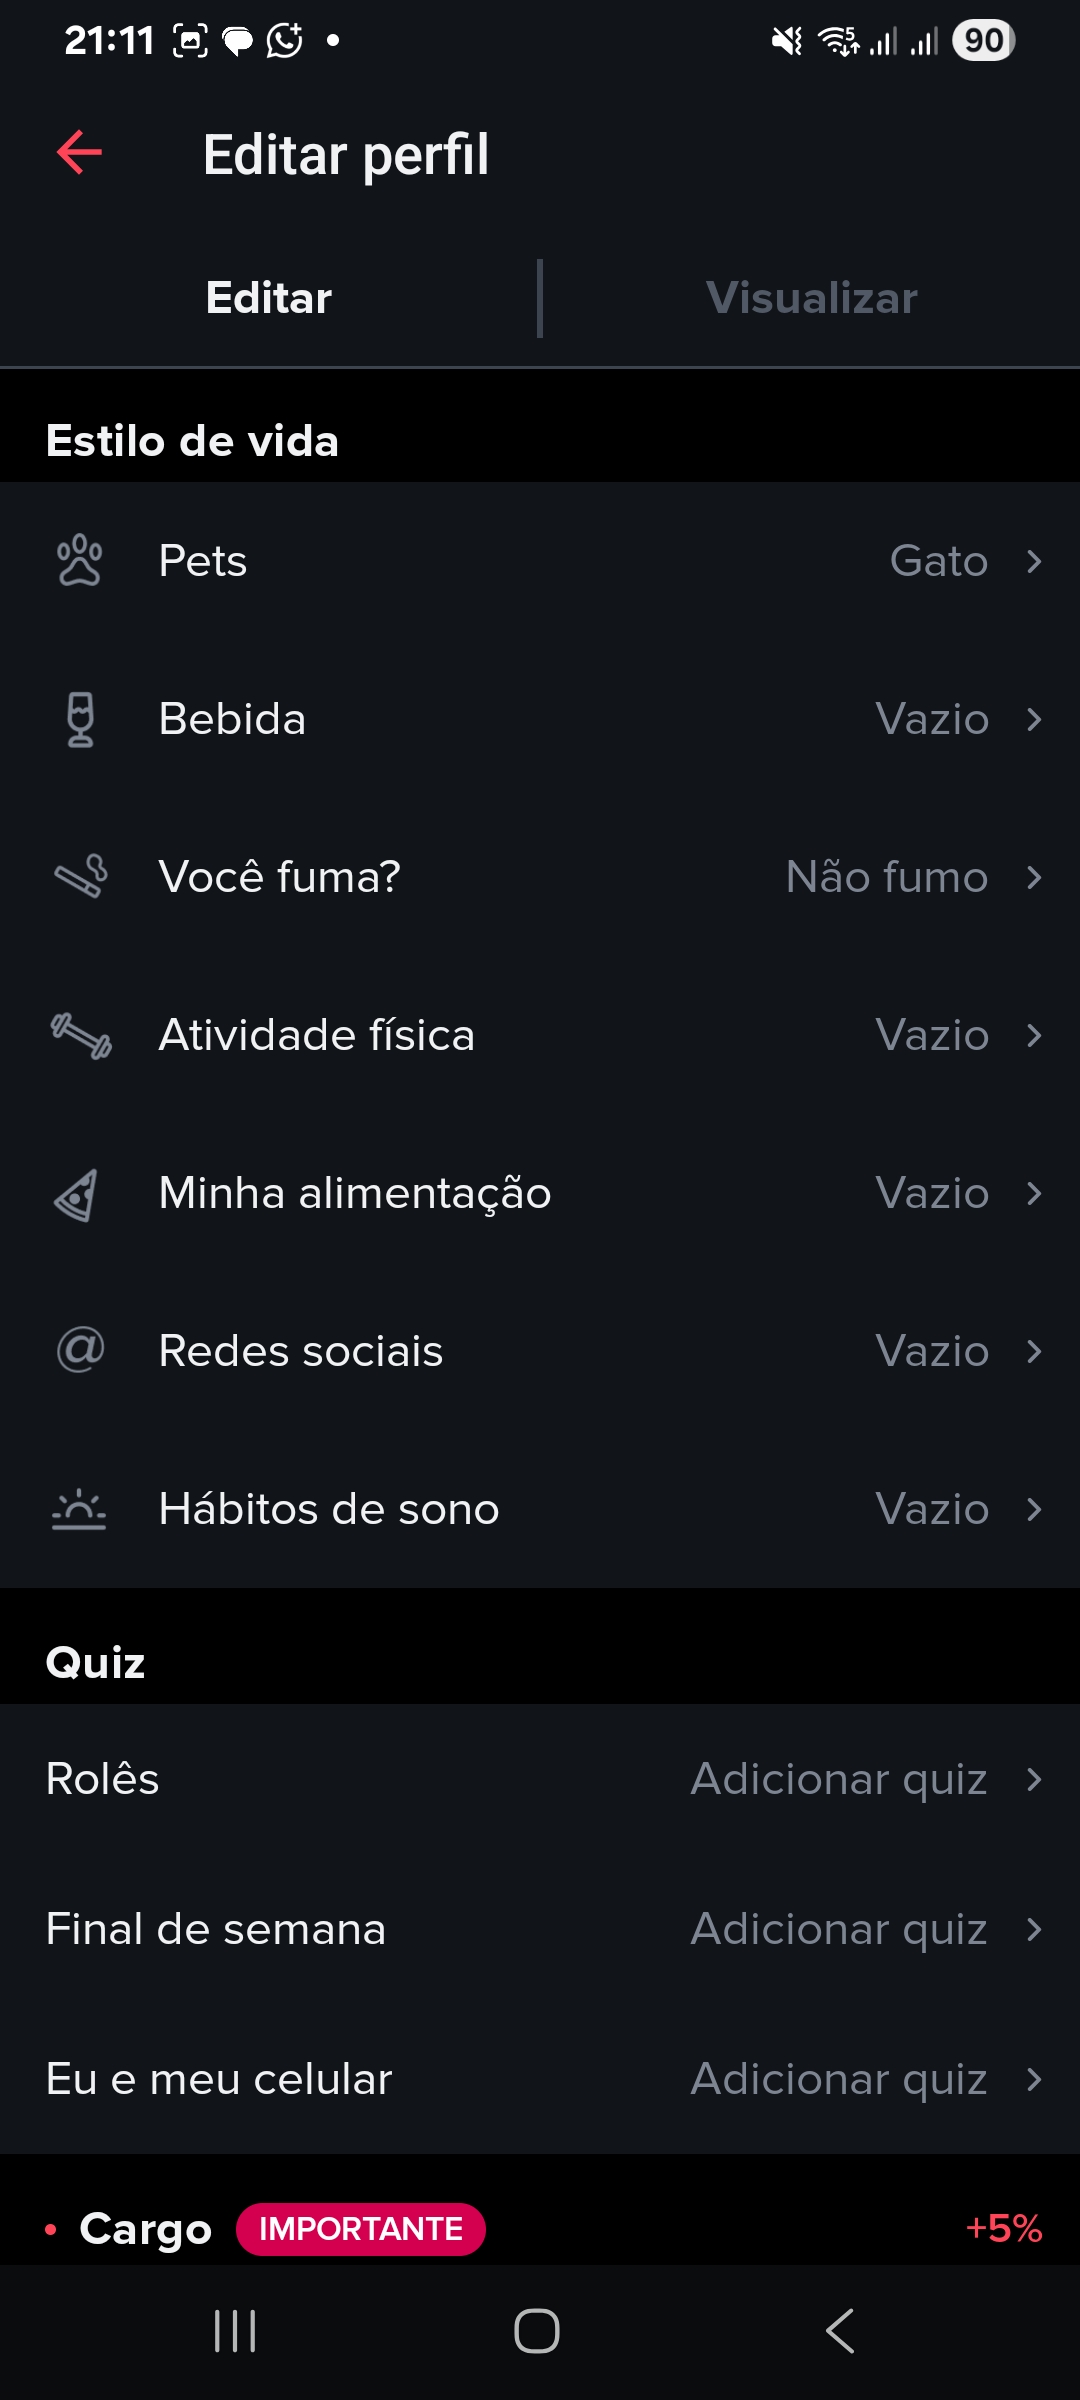 21:11
5
90
Editar perfil
Editar
Visualizar
Estilo de vida
Pets Gato
Bebida Vazio
Você fuma? Não fumo
Atividade física Vazio
Minha alimentação Vazio
@ Redes sociais Vazio
Hábitos de sono Vazio
Quiz
Rolês Adicionar quiz
Final de semana Adicionar quiz
Eu e meu celular Adicionar quiz
• Cargo IMPORTANTE +5%